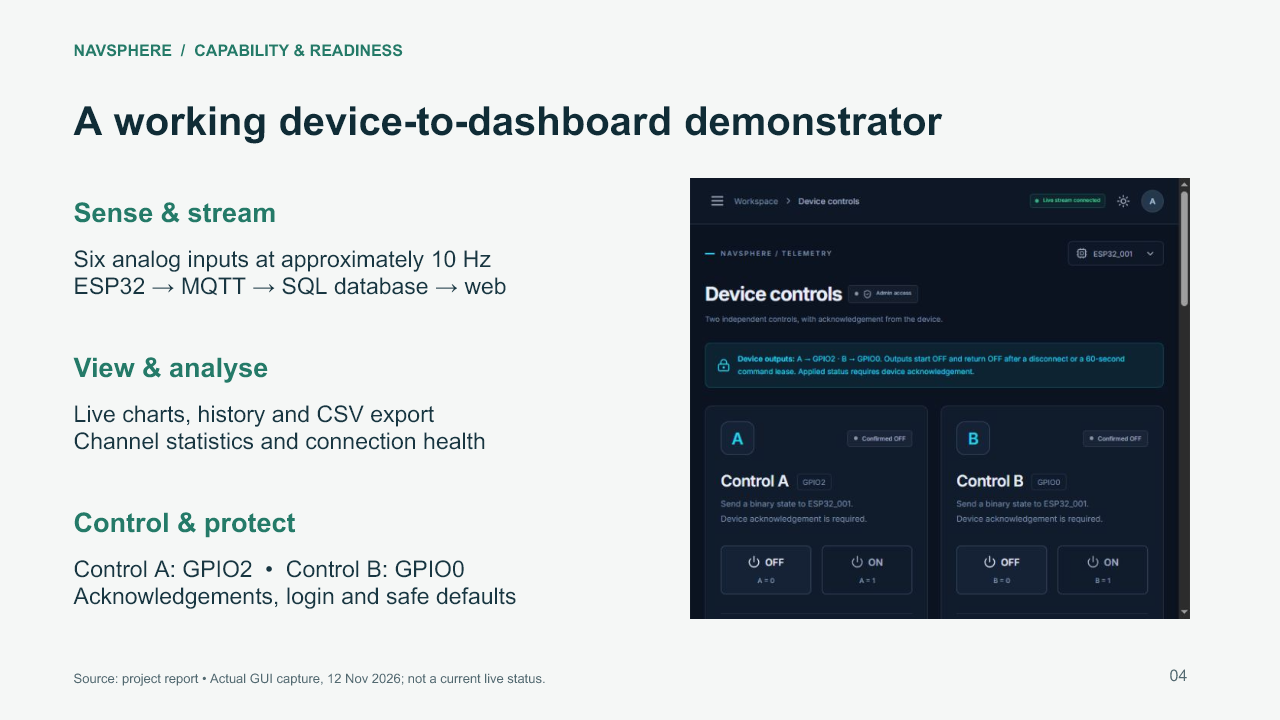 NAVSPHERE / CAPABILITY & READINESS
A working device-to-dashboard demonstrator
Sense & stream
Six analog inputs at approximately 10 Hz
ESP32 → MQTT → SQL database → web
View & analyse
Live charts, history and CSV export
Channel statistics and connection health
Control & protect
Control A: GPIO2 • Control B: GPIO0
Acknowledgements, login and safe defaults
Workspace > Device controls
Live stream connected
A
NAVSPHERE / TELEMETRY
ESP32_001
Device controls
Admin access
Two independent controls, with acknowledgement from the device.
Device outputs: A → GPIO2 · B → GPIO0. Outputs start OFF and return OFF after a disconnect or a 60-second
command lease. Applied status requires device acknowledgement.
A
Confirmed OFF
Control A GPIO2
Send a binary state to ESP32_001.
Device acknowledgement is required.
OFF
A = 0
ON
A = 1
B
Confirmed OFF
Control B GPIO0
Send a binary state to ESP32_001.
Device acknowledgement is required.
OFF
B = 0
ON
B = 1
Source: project report • Actual GUI capture, 12 Nov 2026; not a current live status.
04